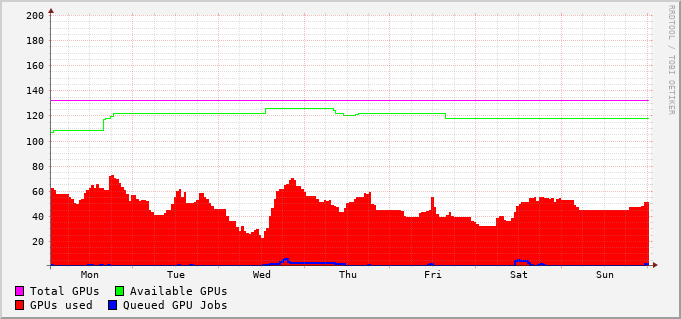 200
180
160
140
120
100
80
60
40
20
Mon Tue Wed Thu Fri Sat Sun
Total GPUs Available GPUs
GPUs used Queued GPU Jobs
RRDTOOL / TOBI OETIKER